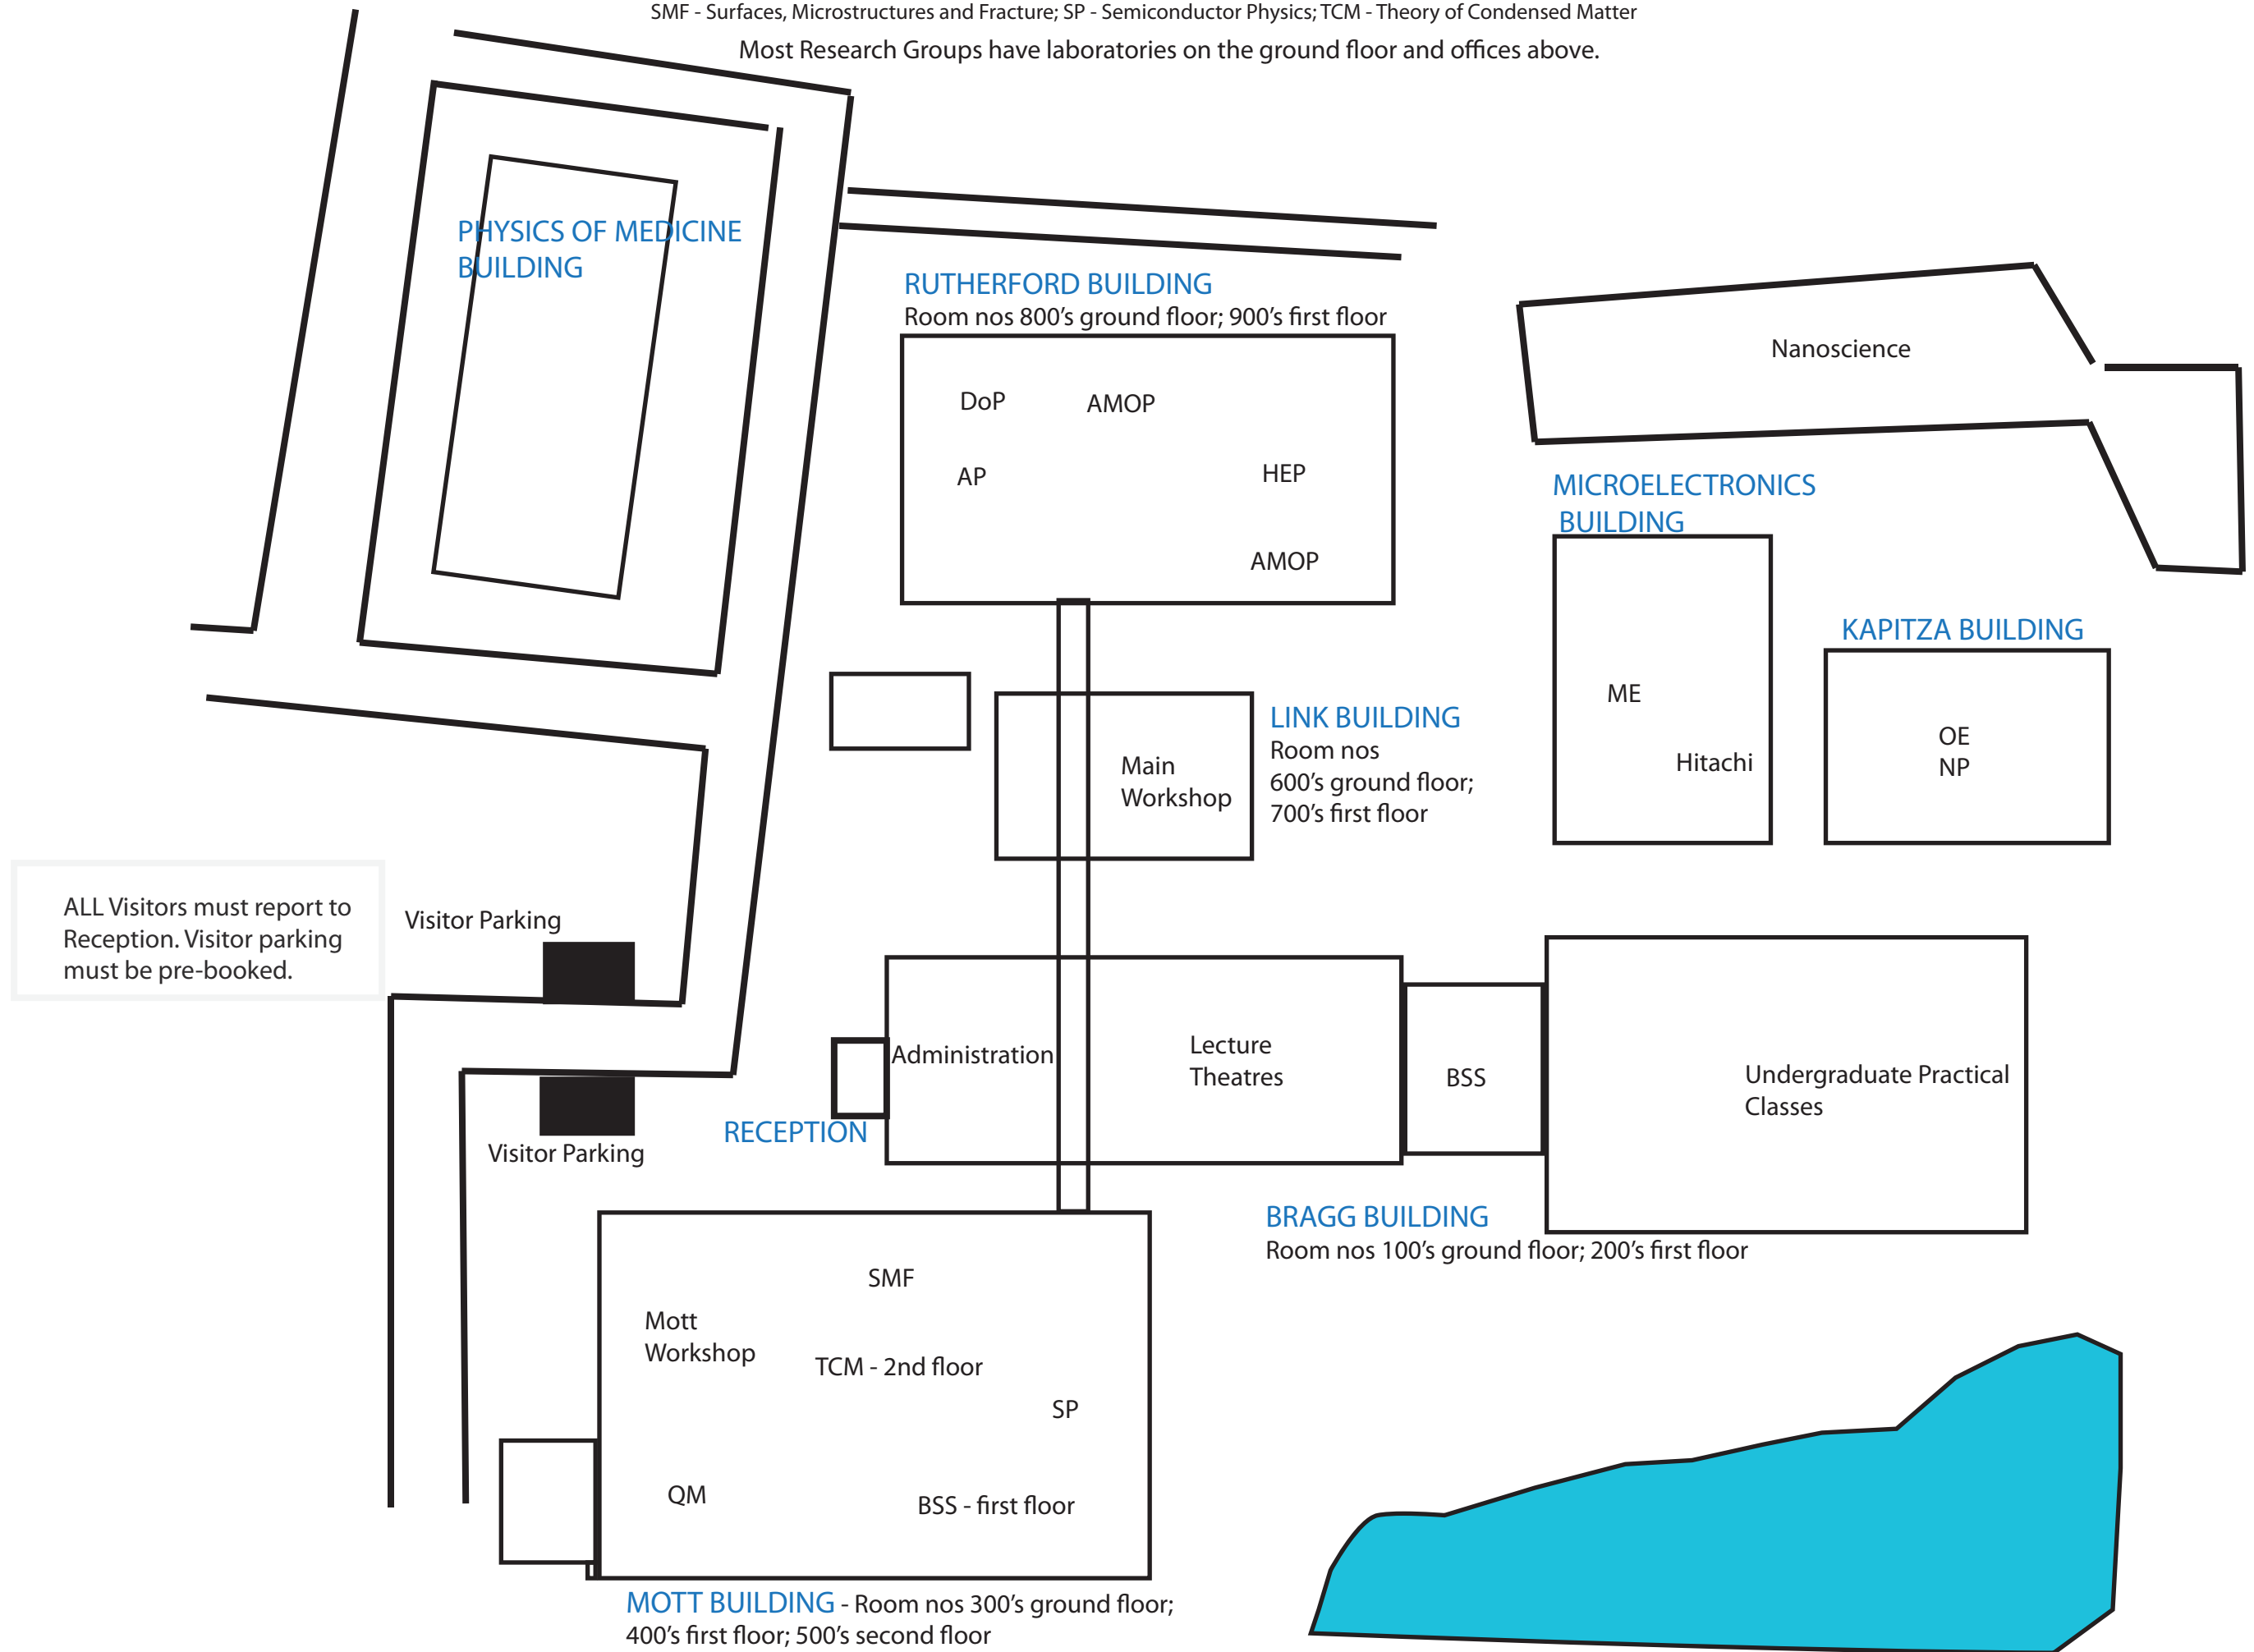 SMF - Surfaces, Microstructures and Fracture; SP - Semiconductor Physics; TCM - Theory of Condensed Matter
Most Research Groups have laboratories on the ground floor and offices above.
PHYSICS OF MEDICINE
BUILDING
RUTHERFORD BUILDING
Room nos 800's ground floor; 900's first floor
DoP
AMOP
AP
HEP
AMOP
Nanoscience
MICROELECTRONICS
BUILDING
ME
Hitachi
KAPITZA BUILDING
OE
NP
LINK BUILDING
Room nos
600's ground floor;
700's first floor
Main
Workshop
ALL Visitors must report to
Reception. Visitor parking
must be pre-booked.
Visitor Parking
Visitor Parking
RECEPTION
Administration
Lecture
Theatres
BSS
Undergraduate Practical
Classes
BRAGG BUILDING
Room nos 100's ground floor; 200's first floor
SMF
Mott
Workshop
TCM - 2nd floor
SP
QM
BSS - first floor
MOTT BUILDING - Room nos 300's ground floor;
400's first floor; 500's second floor